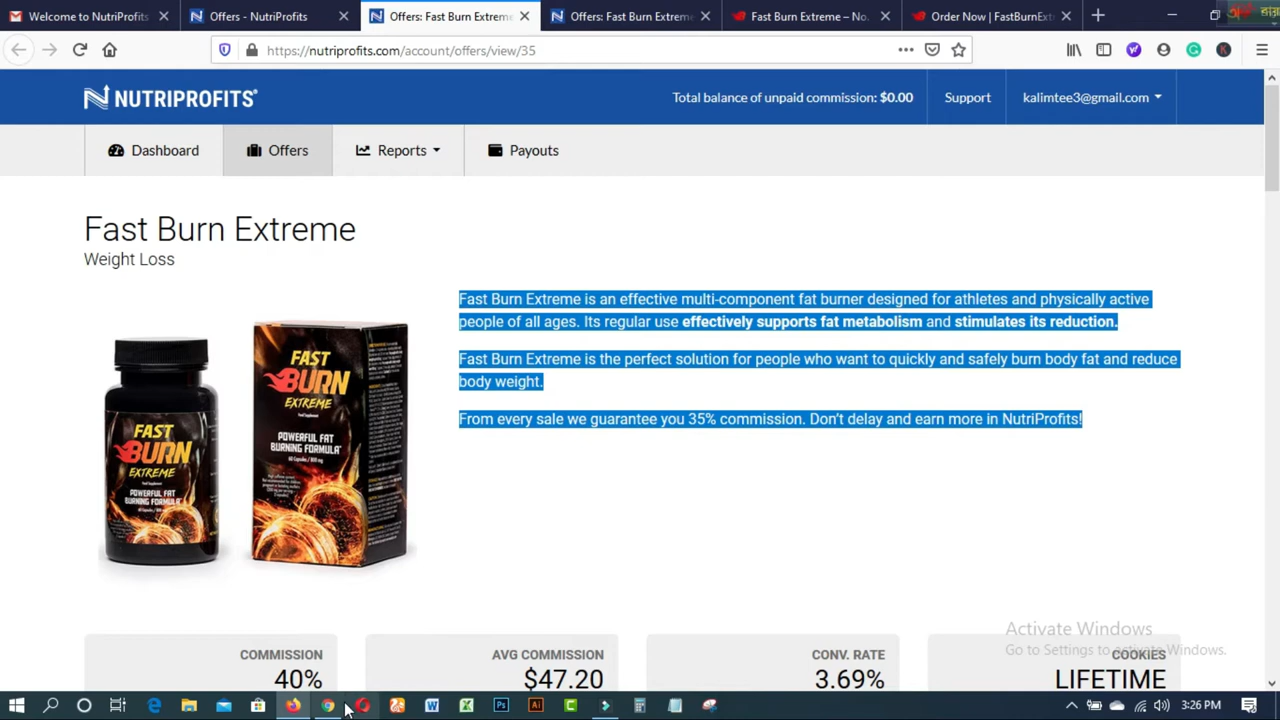 Welcome to NutriProfits
Offers - NutriProfits
Offers: Fast Burn Extreme
Offers: Fast Burn Extreme
Fast Burn Extreme – No.
Order Now | FastBurnExt
https://nutriprofits.com/account/offers/view/35
NUTRIPROFITS
Total balance of unpaid commission: $0.00
Support
kalimtee3@gmail.com
Dashboard
Offers
Reports
Payouts
Fast Burn Extreme
Weight Loss
Fast Burn Extreme is an effective multi-component fat burner designed for athletes and physically active
people of all ages. Its regular use effectively supports fat metabolism and stimulates its reduction.
Fast Burn Extreme is the perfect solution for people who want to quickly and safely burn body fat and reduce
body weight.
From every sale we guarantee you 35% commission. Don’t delay and earn more in NutriProfits!
FAST
BURN
EXTREME
POWERFUL FAT
BURNING FORMULA
FAST
BURN
EXTREME
POWERFUL FAT
BURNING FORMULA
Activate Windows
Go to Settings to activate Windows.
COMMISSION
40%
AVG COMMISSION
$47.20
CONV. RATE
3.69%
COOKIES
LIFETIME
3:26 PM